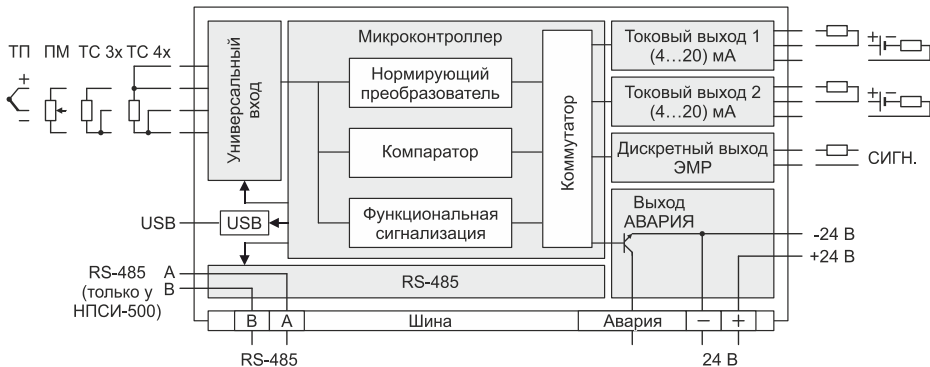 ТП ПМ ТС 3х ТС 4х
+
−
Универсальный
вход
Микроконтроллер
Нормирующий
преобразователь
Компаратор
Функциональная
сигнализация
Коммутатор
Токовый выход 1
(4...20) мА
+ −
Токовый выход 2
(4...20) мА
+ −
Дискретный выход
ЭМР
СИГН.
Выход
АВАРИЯ
-24 В
+24 В
USB
USB
RS-485 A
(только у B
НПСИ-500)
RS-485
B A Шина Авария − +
RS-485 24 В